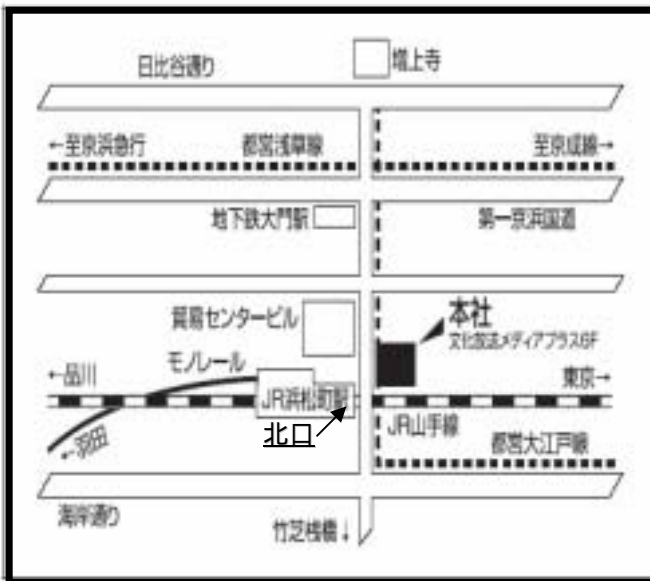 日比谷通り
増上寺
←至京浜急行
都営浅草線
至京成線→
地下鉄大門駅
第一京浜国道
貿易センタービル
本社
文化放送メディアプラス6F
モノレール
←品川
東京→
JR浜松町駅
北口
JR山手線
←羽田
都営大江戸線
海岸通り
竹芝桟橋↓